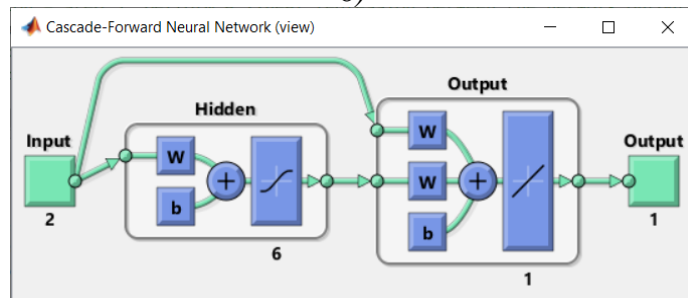 Cascade-Forward Neural Network (view)
Hidden
Output
Input
Output
W
W
W
b
b
2
6
1
1